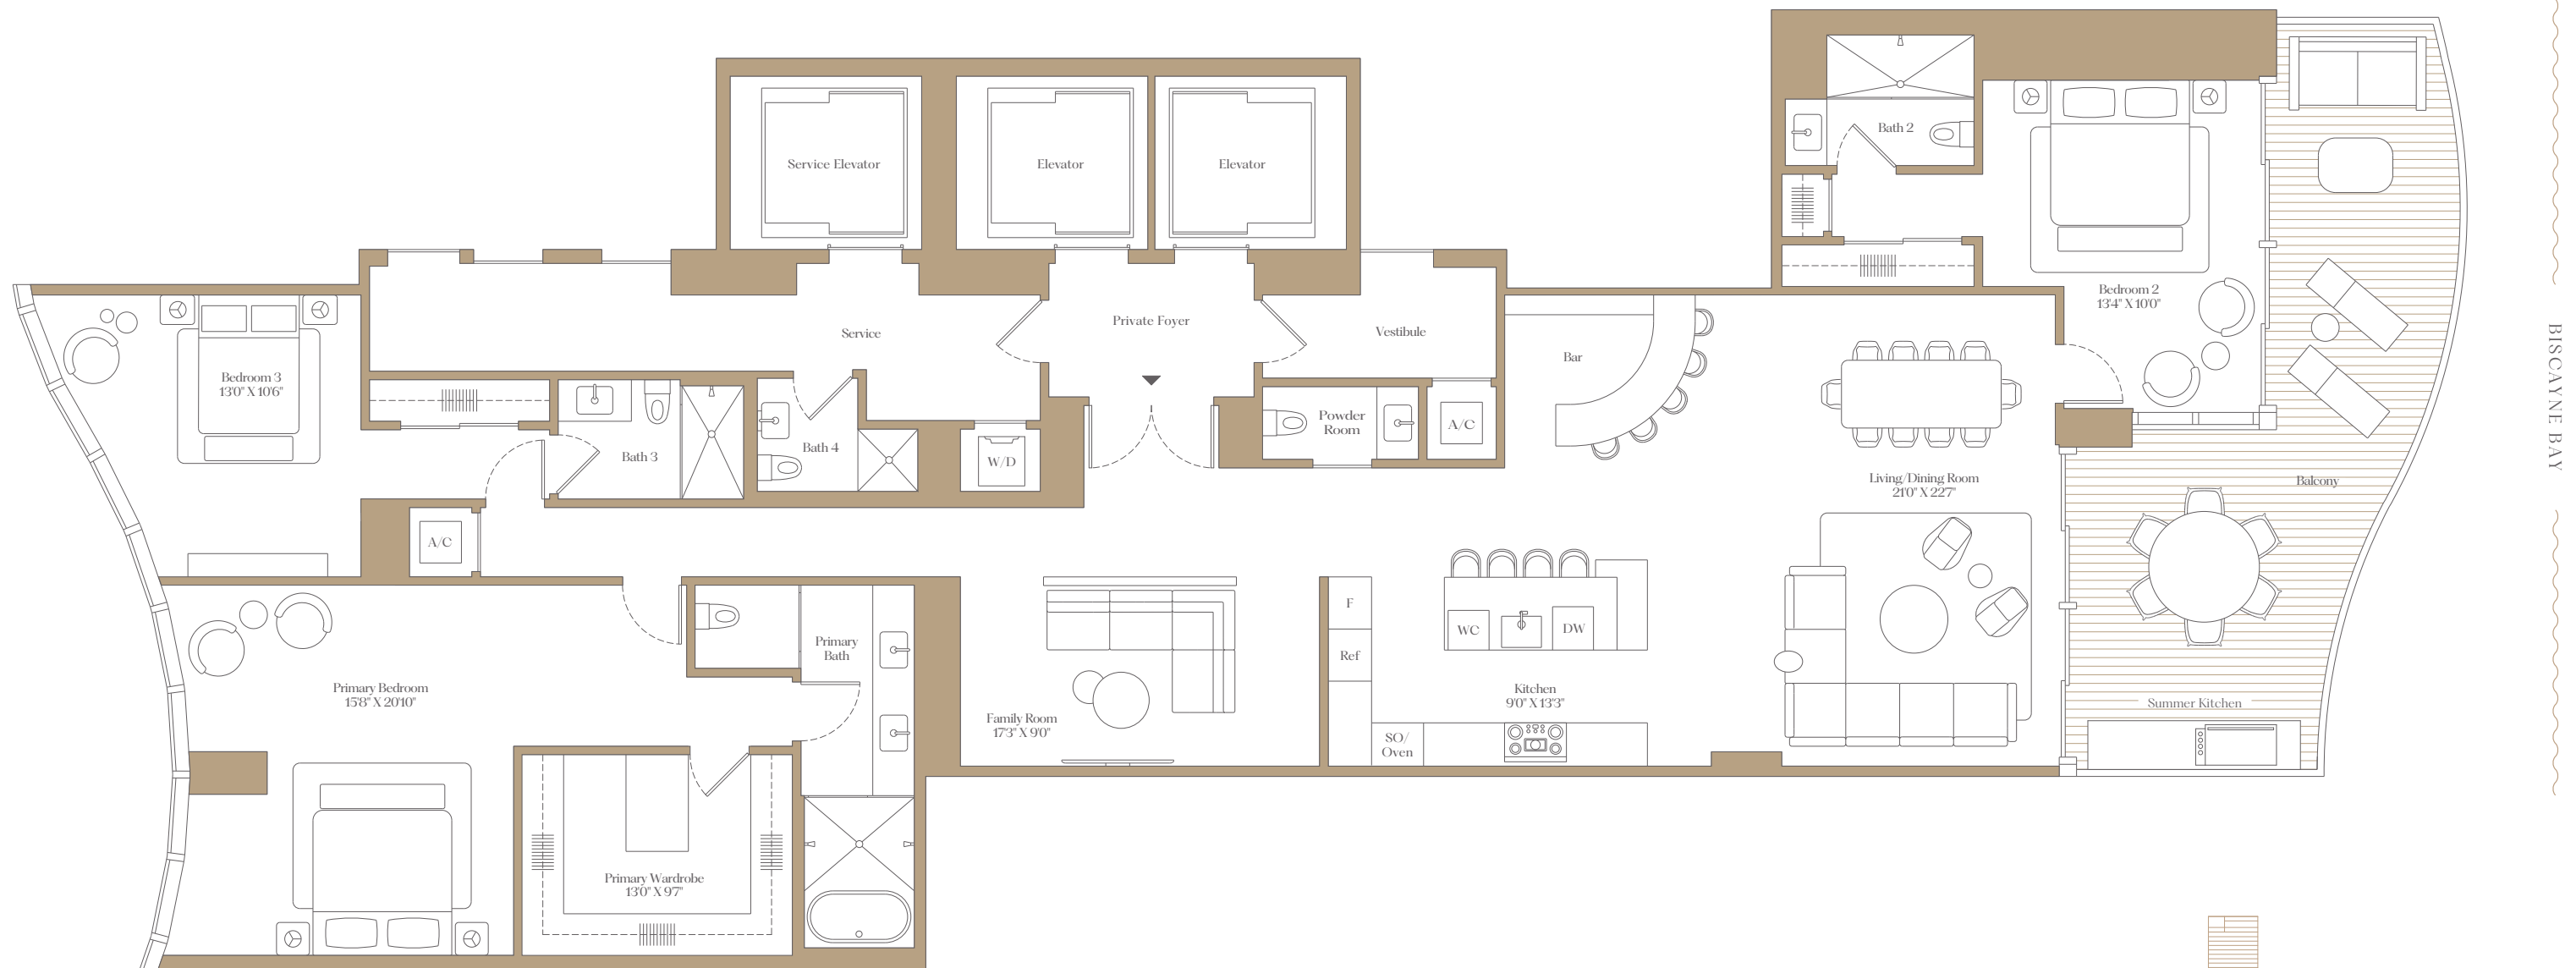 Service Elevator
Elevator
Elevator
Bath 2
Bedroom 2
13'4" X 10'0"
Private Foyer
Service
Vestibule
Bar
BISCAYNE BAY
Bedroom 3
13'0" X 10'6"
Powder
Room
A/C
Bath 3
Bath 4
W/D
Living/Dining Room
21'0" X 22'7"
Balcony
A/C
F
Ref
WC
DW
Primary
Bath
Primary Bedroom
15'8" X 20'10"
Family Room
17'3" X 9'0"
Kitchen
9'0" X 13'3"
Summer Kitchen
SO/
Oven
Primary Wardrobe
13'0" X 9'7"